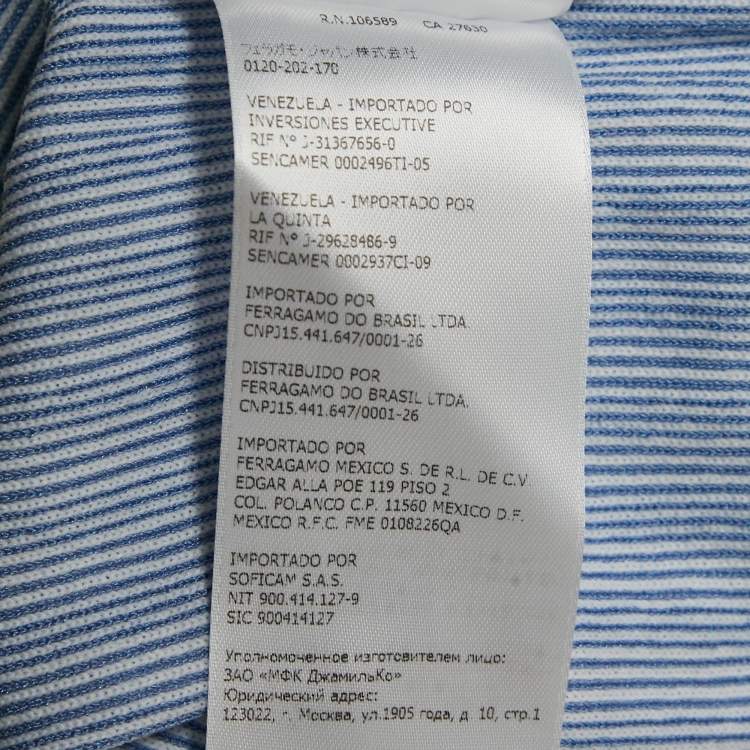 R.N.106589 CA 27630
フェラガモ・ジャパン株式会社
0120-202-170
VENEZUELA - IMPORTADO POR
INVERSIONES EXECUTIVE
RIF Nº J-31367656-0
SENCAMER 0002496TI-05
VENEZUELA - IMPORTADO POR
LA QUINTA
RIF Nº J-29628486-9
SENCAMER 0002937CI-09
IMPORTADO POR
FERRAGAMO DO BRASIL LTDA.
CNPJ15.441.647/0001-26
DISTRIBUIDO POR
FERRAGAMO DO BRASIL LTDA.
CNPJ15.441.647/0001-26
IMPORTADO POR
FERRAGAMO MEXICO S. DE R.L. DE C.V.
EDGAR ALLA POE 119 PISO 2
COL. POLANCO C.P. 11560 MEXICO D.F.
MEXICO R.F.C. FME 0108226QA
IMPORTADO POR
SOFICAM S.A.S.
NIT 900.414.127-9
SIC 900414127
Уполномоченное изготовителем лицо:
ЗАО «МФК ДжамильКо»
Юридический адрес:
123022, г. Москва, ул.1905 года, д. 10, стр.1